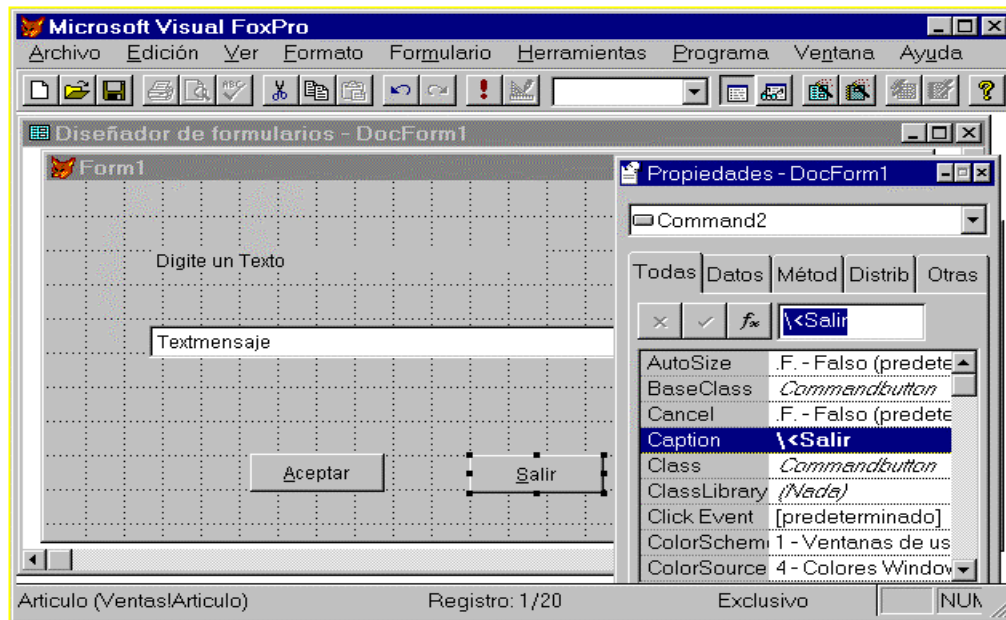 Microsoft Visual FoxPro
Archivo Edición Ver Formato Formulario Herramientas Programa Ventana Ayuda
Diseñador de formularios - DocForm1
Form1
Digite un Texto
Textmensaje
Aceptar
Salir
Propiedades - DocForm1
Command2
Todas Datos Métod Distrib Otras
\<Salir
AutoSize .F. - Falso (predete
BaseClass Commandbutton
Cancel .F. - Falso (predete
Caption \<Salir
Class Commandbutton
ClassLibrary (Nada)
Click Event [predeterminado]
ColorScheme 1 - Ventanas de us
ColorSource 4 - Colores Window
Articulo (Ventas!Articulo) Registro: 1/20 Exclusivo NUM